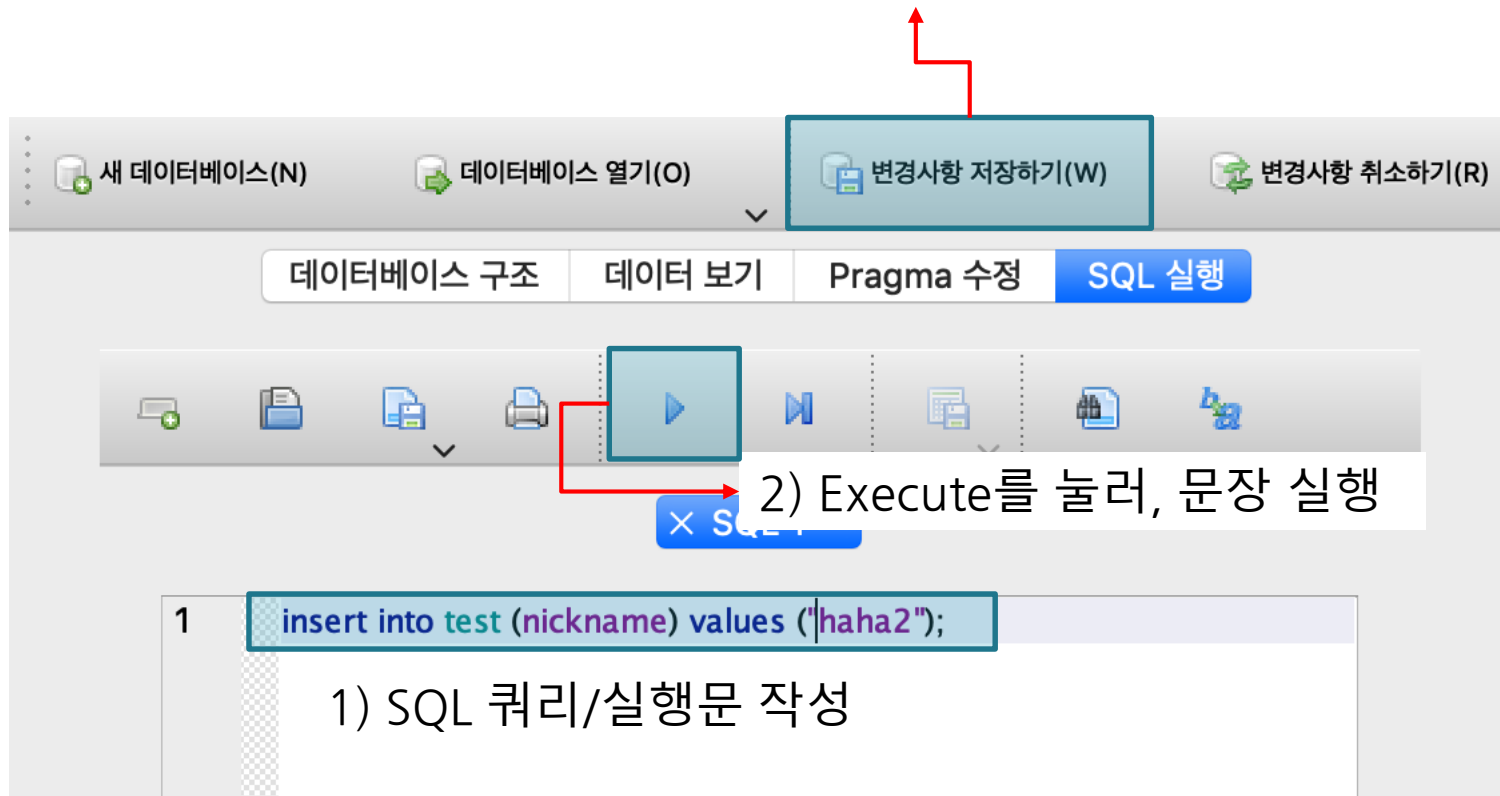 새 데이터베이스(N) 데이터베이스 열기(O) 변경사항 저장하기(W) 변경사항 취소하기(R)
데이터베이스 구조 데이터 보기 Pragma 수정 SQL 실행
2) Execute를 눌러, 문장 실행
1 insert into test (nickname) values ("haha2");
1) SQL 쿼리/실행문 작성